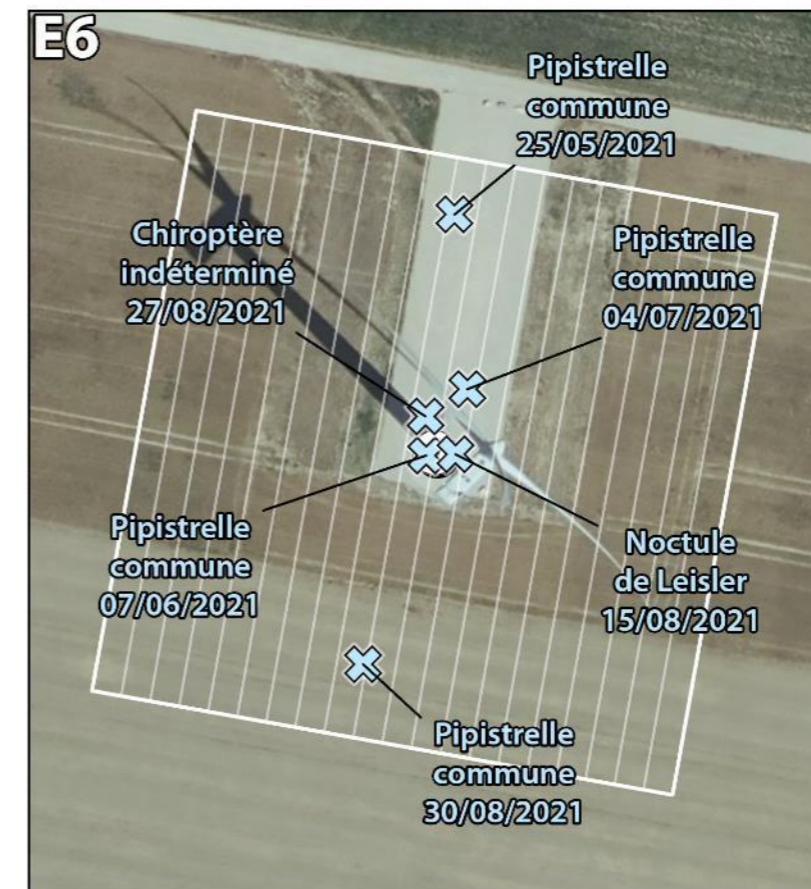 E6
Pipistrelle
commune
25/05/2021
Chiroptère
indéterminé
27/08/2021
Pipistrelle
commune
04/07/2021
Pipistrelle
commune
07/06/2021
Noctule
de Leisler
15/08/2021
Pipistrelle
commune
30/08/2021